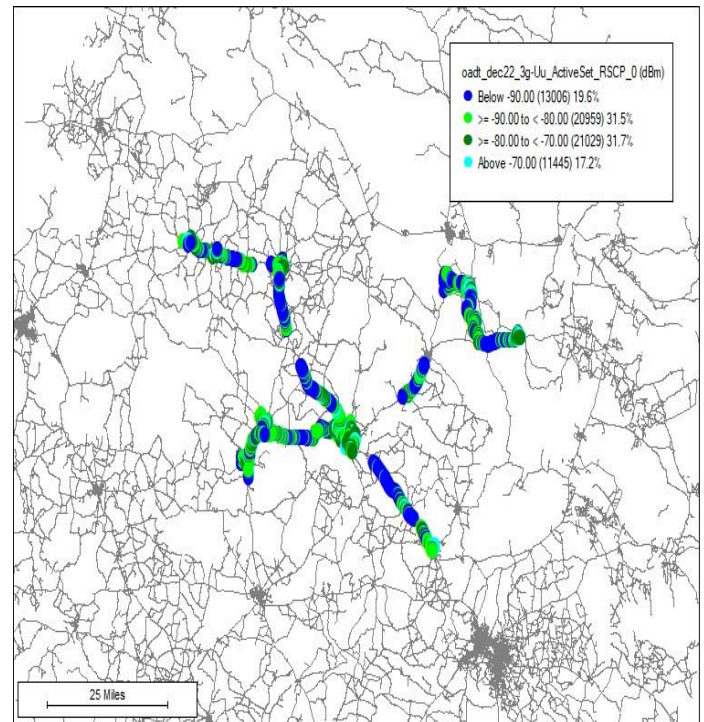 oadt_dec22_3g-Uu_ActiveSet_RSCP_0 (dBm)
Below -90.00 (13006) 19.6%
>= -90.00 to < -80.00 (20959) 31.5%
>= -80.00 to < -70.00 (21029) 31.7%
Above -70.00 (11445) 17.2%
25 Miles